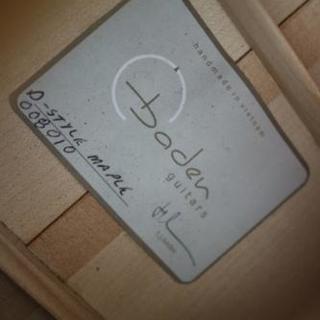 handmade in vietnam
baden
guitars
D-STYLE MAPLE
008010